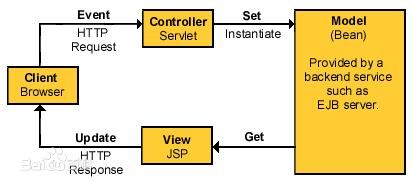 Event
HTTP
Request
Controller
Servlet
Set
Instantiate
Model
(Bean)
Provided by a
backend service
such as
EJB server.
Client
Browser
Update
HTTP
Response
View
JSP
Get